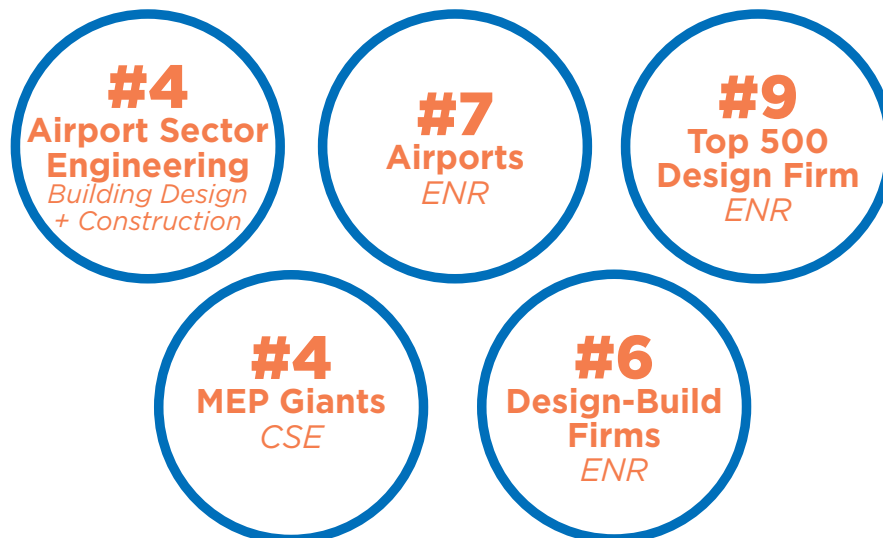 #4
Airport Sector
Engineering
Building Design
+ Construction
#7
Airports
ENR
#9
Top 500
Design Firm
ENR
#4
MEP Giants
CSE
#6
Design-Build
Firms
ENR